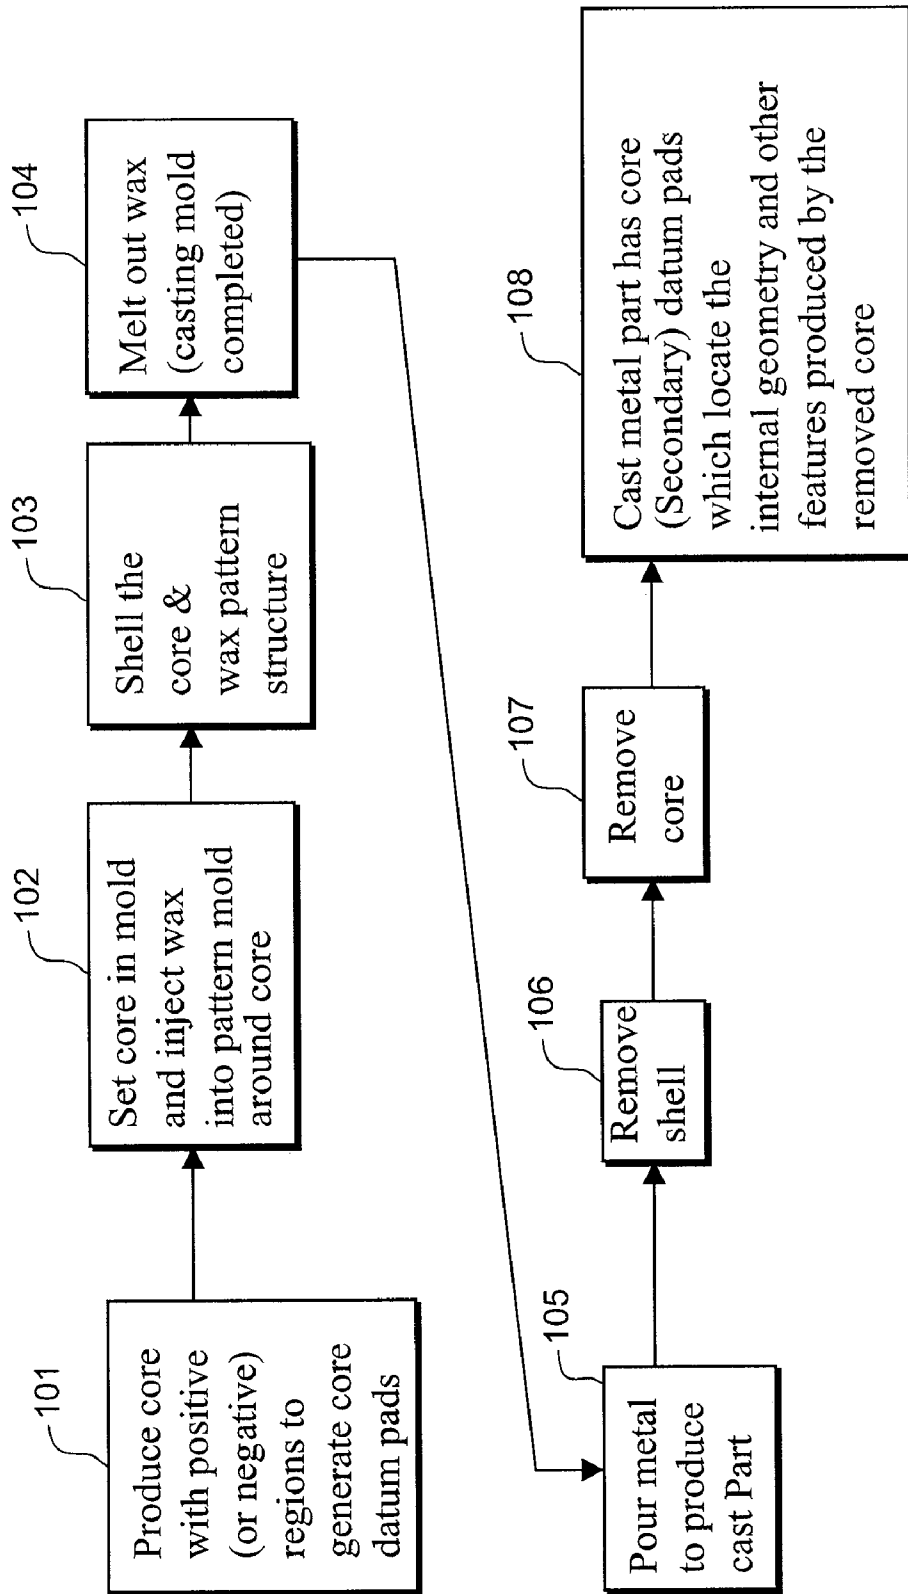 101
Produce core
with positive
(or negative)
regions to
generate core
datum pads
102
Set core in mold
and inject wax
into pattern mold
around core
103
Shell the
core &
wax pattern
structure
104
Melt out wax
(casting mold
completed)
105
Pour metal
to produce
cast Part
106
Remove
shell
107
Remove
core
108
Cast metal part has core
(Secondary) datum pads
which locate the
internal geometry and other
features produced by the
removed core